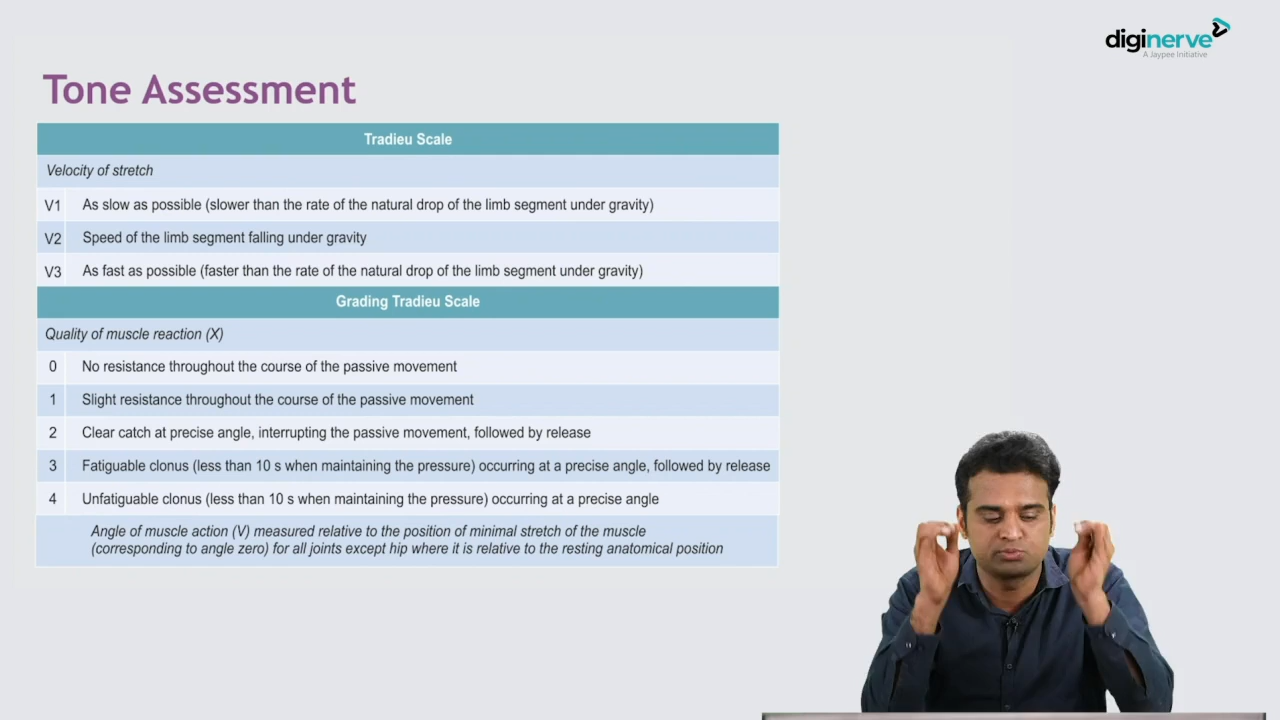 diginerve
A Jaypee Initiative
Tone Assessment
Tradieu Scale
Velocity of stretch
V1 As slow as possible (slower than the rate of the natural drop of the limb segment under gravity)
V2 Speed of the limb segment falling under gravity
V3 As fast as possible (faster than the rate of the natural drop of the limb segment under gravity)
Grading Tradieu Scale
Quality of muscle reaction (X)
0 No resistance throughout the course of the passive movement
1 Slight resistance throughout the course of the passive movement
2 Clear catch at precise angle, interrupting the passive movement, followed by release
3 Fatiguable clonus (less than 10 s when maintaining the pressure) occurring at a precise angle, followed by release
4 Unfatiguable clonus (less than 10 s when maintaining the pressure) occurring at a precise angle
Angle of muscle action (V) measured relative to the position of minimal stretch of the muscle
(corresponding to angle zero) for all joints except hip where it is relative to the resting anatomical position